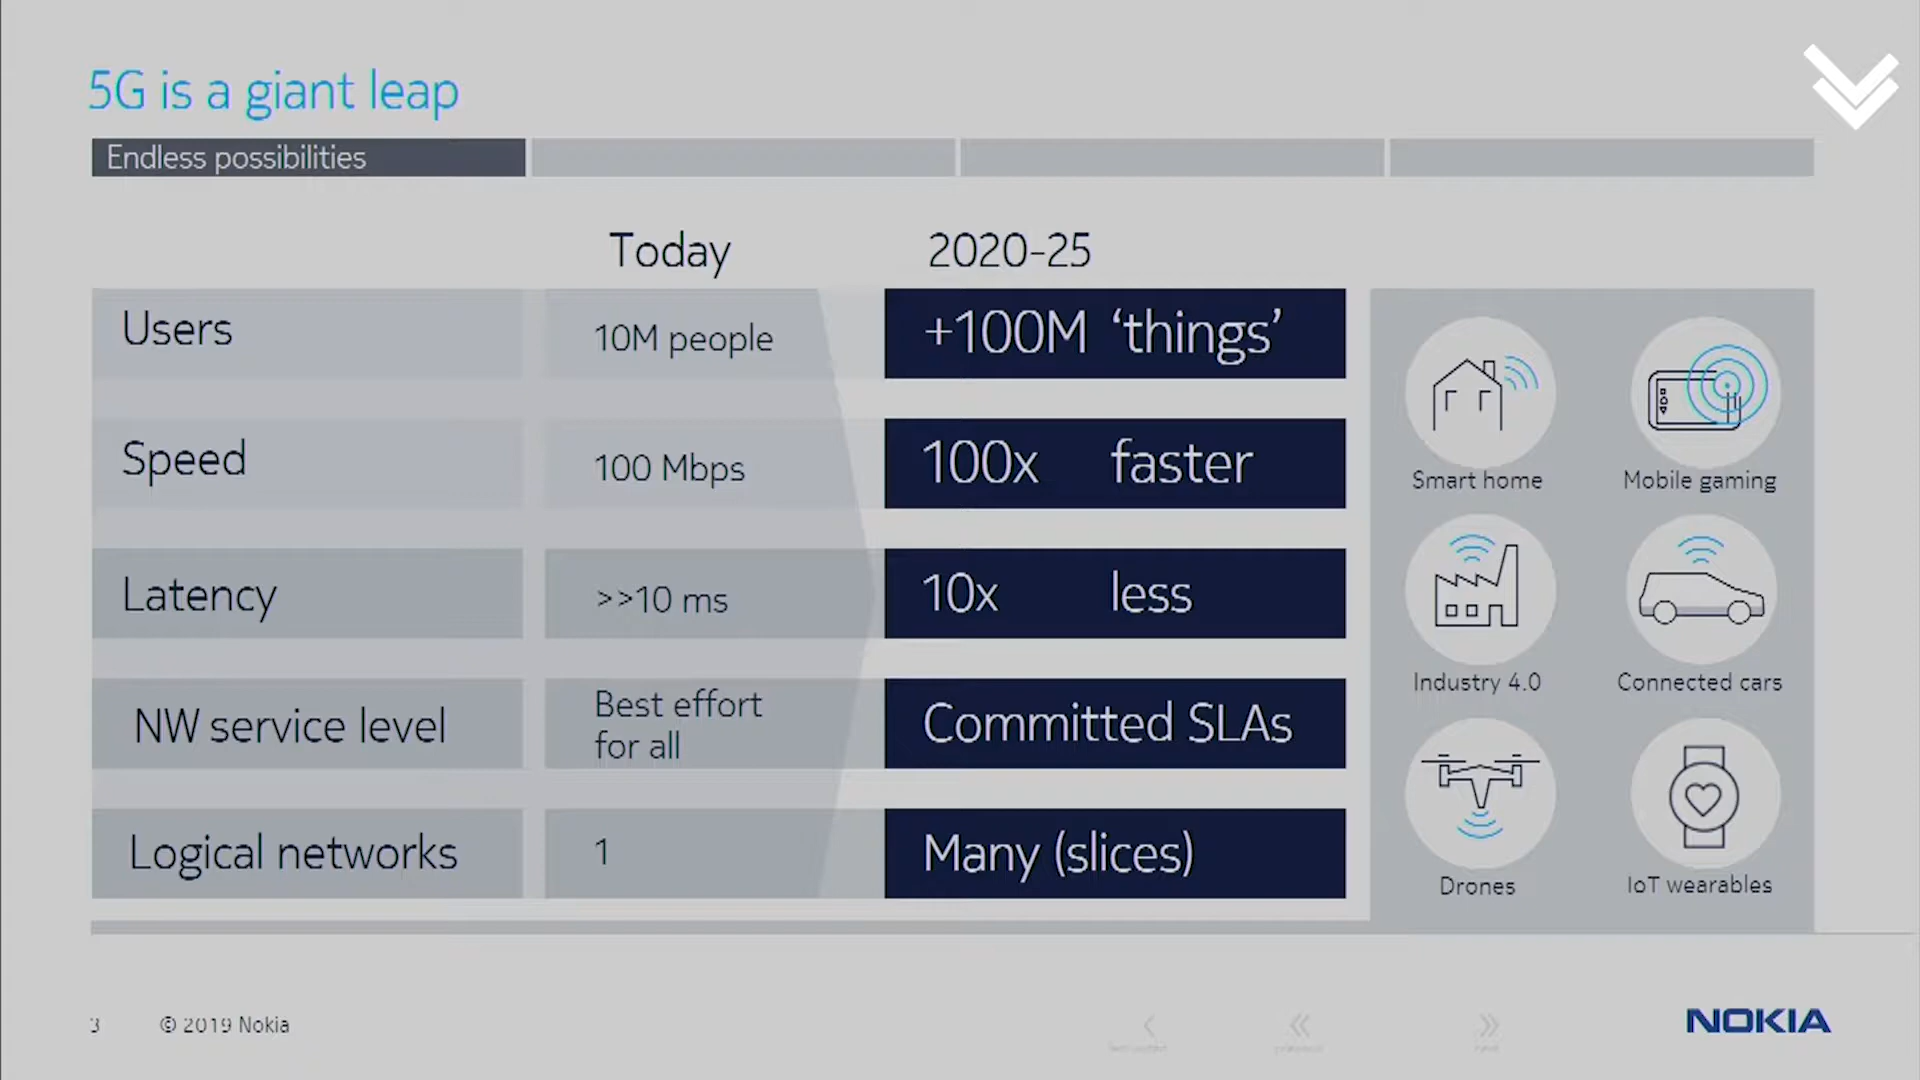 5G is a giant leap
Endless possibilities
Today
2020-25
Users
10M people
+100M 'things'
Speed
100 Mbps
100x faster
Latency
>>10 ms
10x less
NW service level
Best effort
for all
Committed SLAs
Logical networks
1
Many (slices)
Smart home
Mobile gaming
Industry 4.0
Connected cars
Drones
IoT wearables
3
© 2019 Nokia
NOKIA